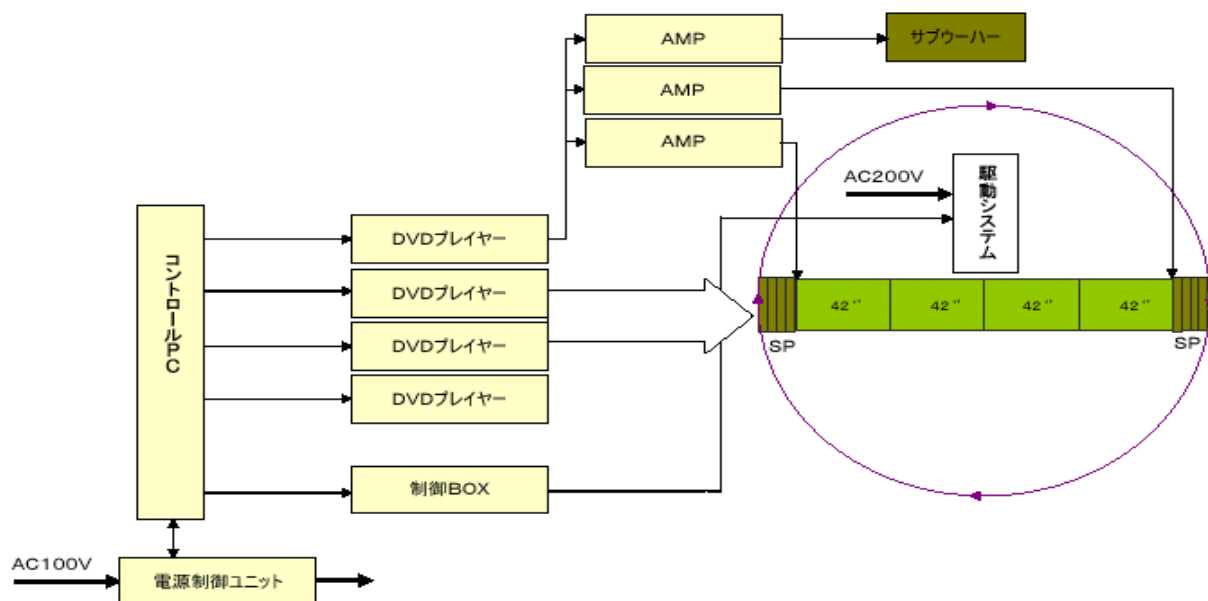 AMP
サブウーハー
AMP
AMP
AC200V
駆動システム
コントロールPC
DVDプレイヤー
DVDプレイヤー
DVDプレイヤー
DVDプレイヤー
42"
42"
42"
42"
SP
SP
制御BOX
AC100V
電源制御ユニット